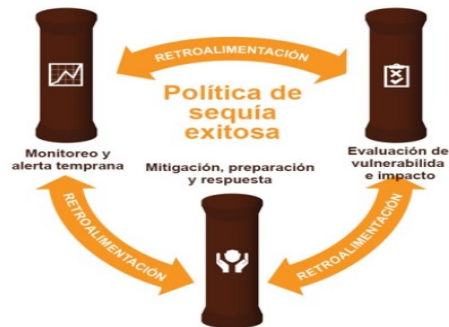 RETROALIMENTACIÓN
Política de
sequía
exitosa
Monitoreo y
alerta temprana
Mitigación, preparación
y respuesta
Evaluación de
vulnerabilida
e impacto
RETROALIMENTACIÓN
RETROALIMENTACIÓN